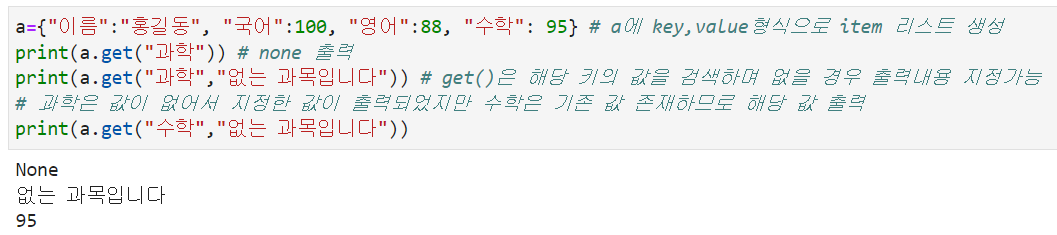 a={"이름":"홍길동", "국어":100, "영어":88, "수학": 95} # a에 key,value형식으로 item 리스트 생성
print(a.get("과학")) # none 출력
print(a.get("과학","없는 과목입니다")) # get()은 해당 키의 값을 검색하며 없을 경우 출력내용 지정가능
# 과학은 값이 없어서 지정한 값이 출력되었지만 수학은 기존 값 존재하므로 해당 값 출력
print(a.get("수학","없는 과목입니다"))
None
없는 과목입니다
95